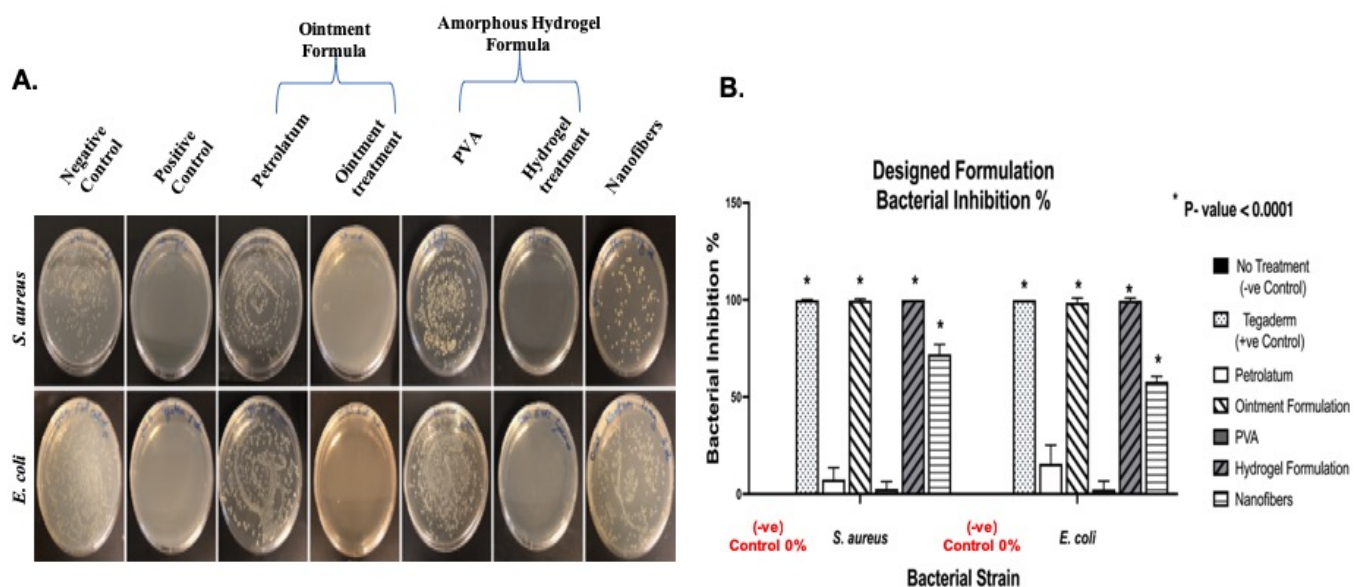 A.
Ointment
Formula
Amorphous Hydrogel
Formula
Negative
Control
Positive
Control
Petrolatum
Ointment
treatment
PVA
Hydrogel
treatment
Nanofibers
S. aureus
E. coli
B.
Designed Formulation
Bacterial Inhibition %
* P- value < 0.0001
Bacterial Inhibition %
150
100
50
0
* * * *
* * * *
(-ve)
Control 0%
S. aureus
(-ve)
Control 0%
E. coli
Bacterial Strain
No Treatment
(-ve Control)
Tegaderm
(+ve Control)
Petrolatum
Ointment Formulation
PVA
Hydrogel Formulation
Nanofibers